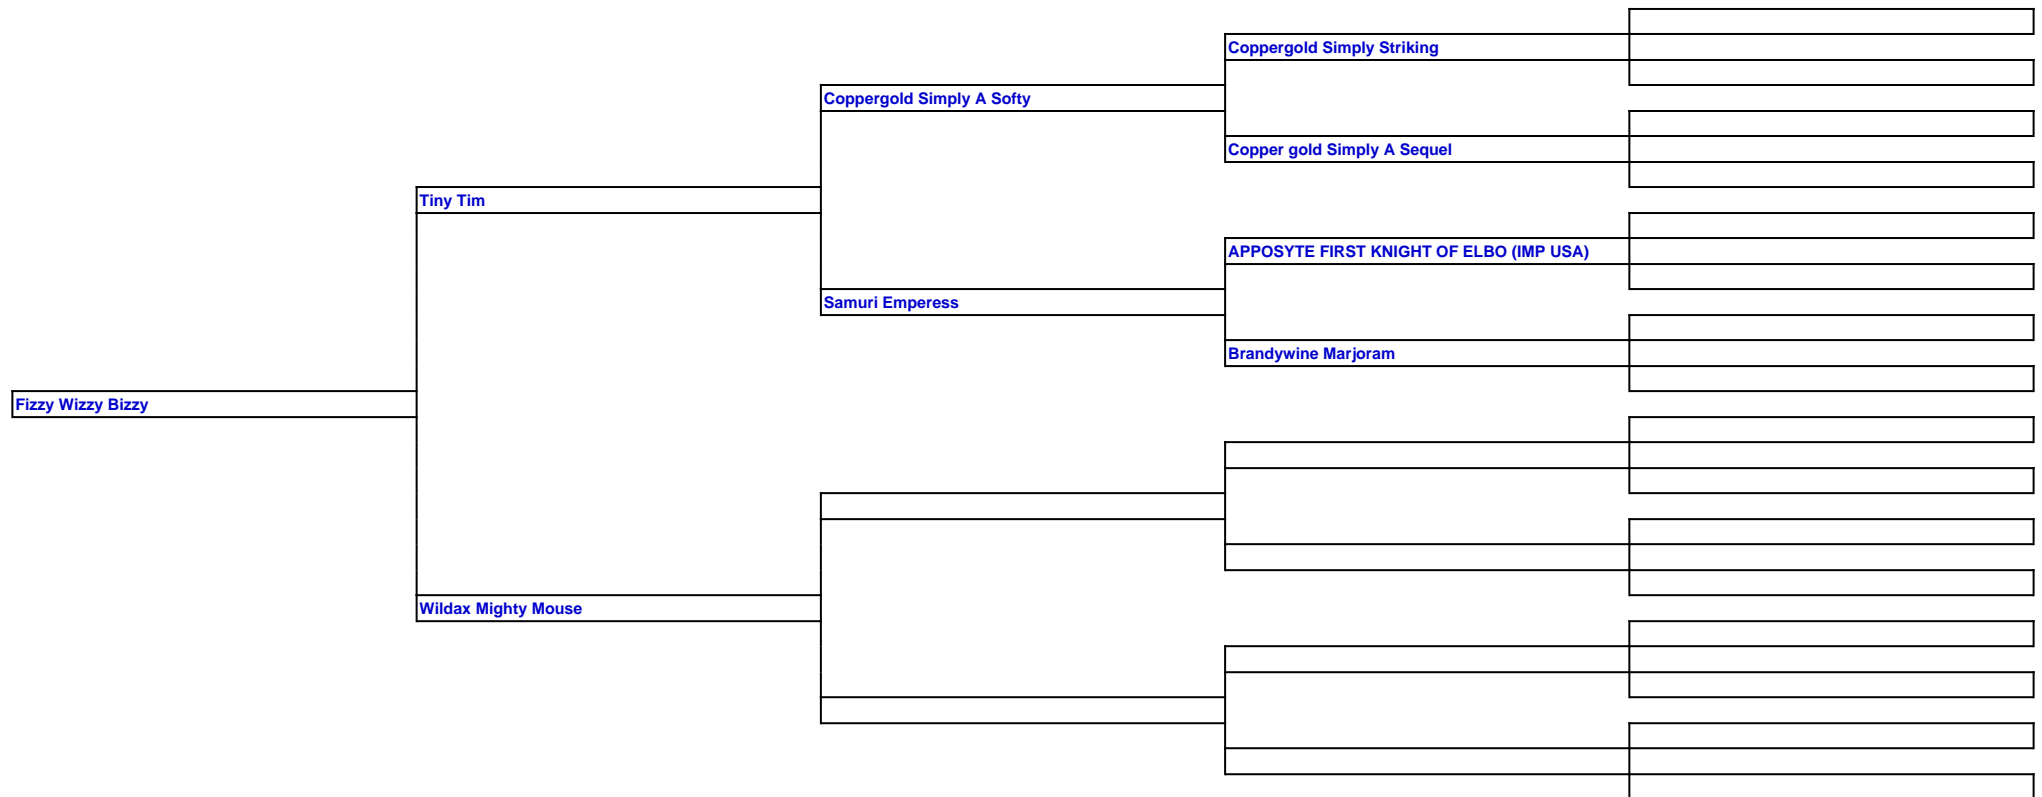 Coppergold Simply Striking
Coppergold Simply A Softy
Copper gold Simply A Sequel
Tiny Tim
APPOSYTE FIRST KNIGHT OF ELBO (IMP USA)
Samuri Emperess
Brandywine Marjoram
Fizzy Wizzy Bizzy
Wildax Mighty Mouse